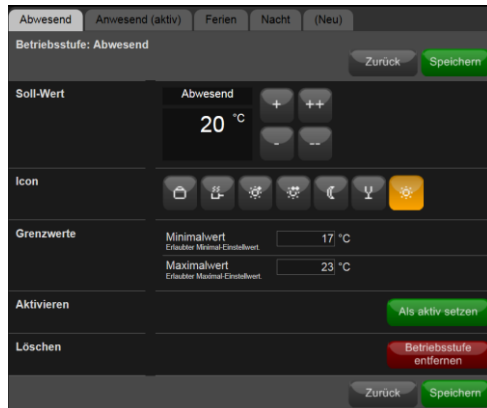 Abwesend Anwesend (aktiv) Ferien Nacht (Neu)
Betriebsstufe: Abwesend
Zurück Speichern
Soll-Wert
Abwesend
20 °C
+ ++
- --
Icon
Grenzwerte
Minimalwert 17 °C
Erlaubter Minimal-Einstellwert.
Maximalwert 23 °C
Erlaubter Maximal-Einstellwert.
Aktivieren
Als aktiv setzen
Löschen
Betriebsstufe
entfernen
Zurück Speichern